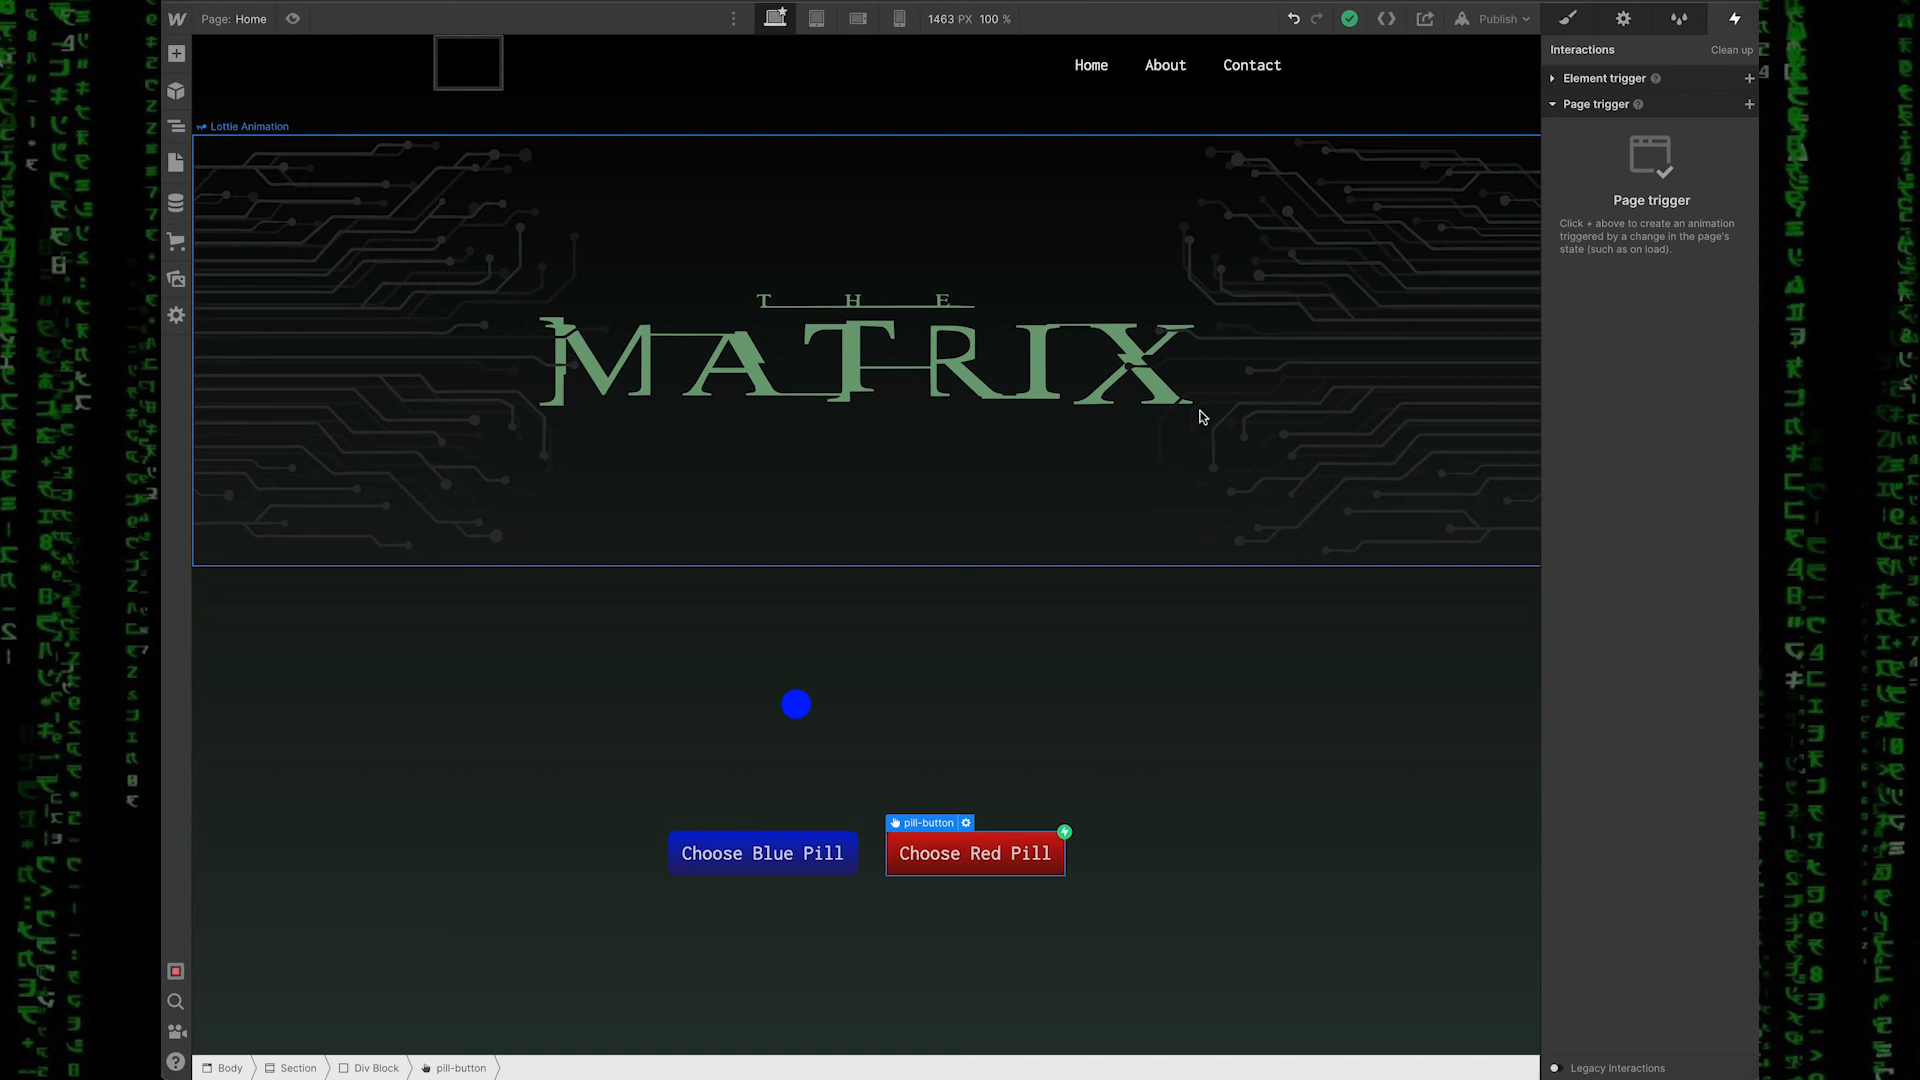 Page: Home
1463 PX 100 %
Publish
Home
About
Contact
Lottie Animation
THE
MATRIX
pill-button
Choose Blue Pill
Choose Red Pill
Body
Section
Div Block
pill-button
Interactions
Clean up
Element trigger
Page trigger
Page trigger
Click + above to create an animation
triggered by a change in the page's
state (such as on load).
Legacy Interactions